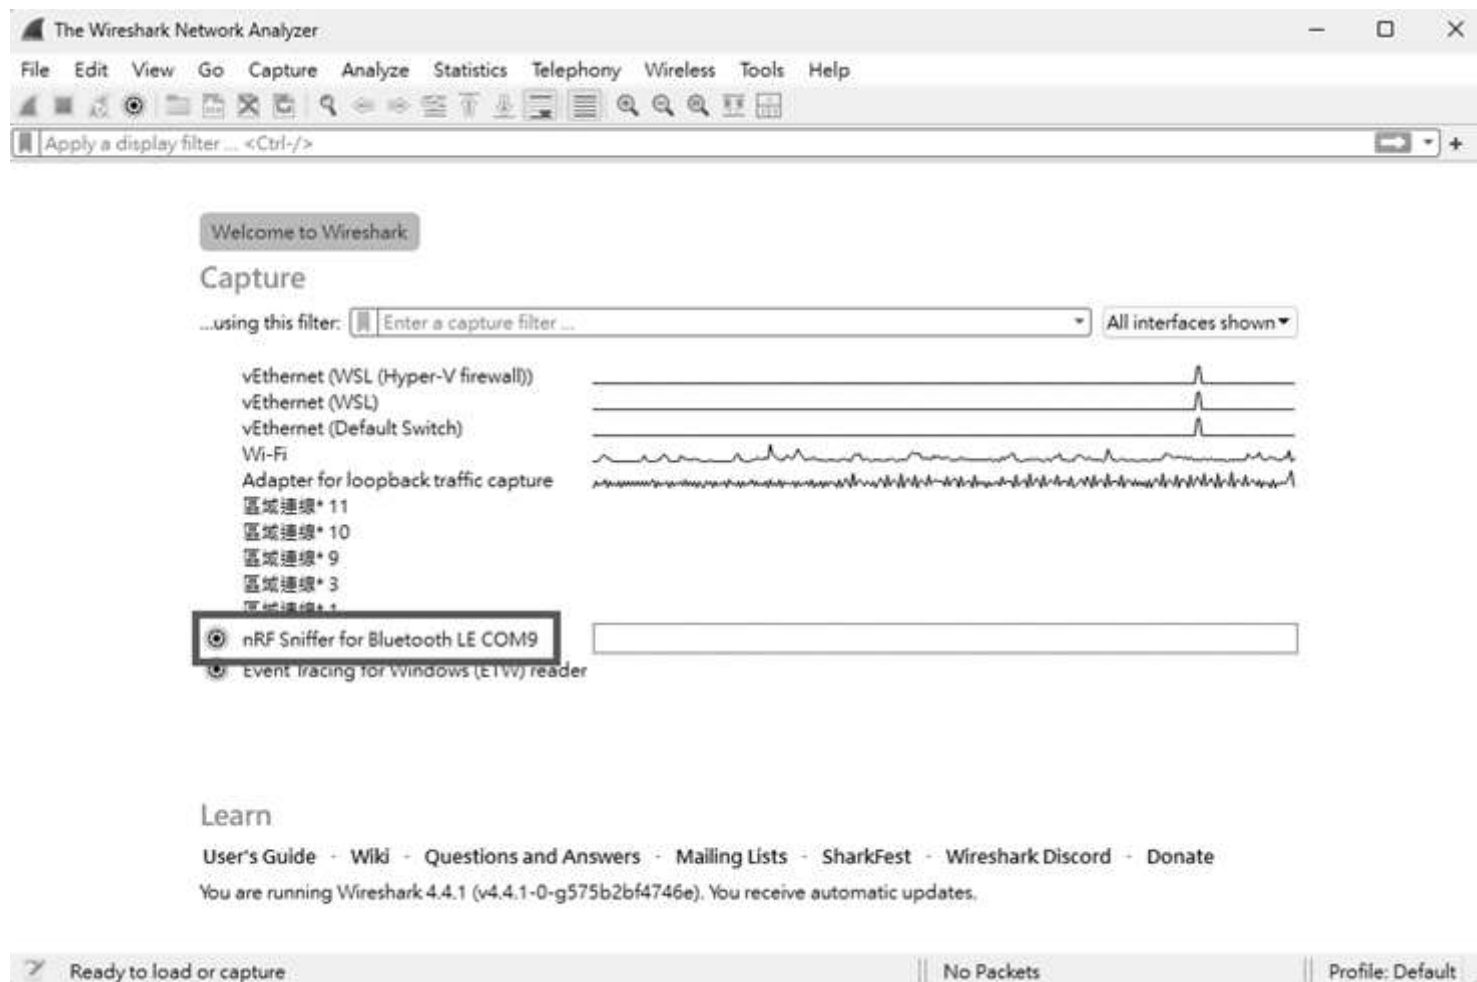 The Wireshark Network Analyzer
File Edit View Go Capture Analyze Statistics Telephony Wireless Tools Help
Apply a display filter ... <Ctrl-/>
Welcome to Wireshark
Capture
...using this filter: Enter a capture filter ... All interfaces shown
vEthernet (WSL (Hyper-V firewall))
vEthernet (WSL)
vEthernet (Default Switch)
Wi-Fi
Adapter for loopback traffic capture
區域連線* 11
區域連線* 10
區域連線* 9
區域連線* 3
區域連線* 1
nRF Sniffer for Bluetooth LE COM9
Event Tracing for Windows (ETW) reader
Learn
User's Guide · Wiki · Questions and Answers · Mailing Lists · SharkFest · Wireshark Discord · Donate
You are running Wireshark 4.4.1 (v4.4.1-0-g575b2bf4746e). You receive automatic updates.
Ready to load or capture No Packets Profile: Default